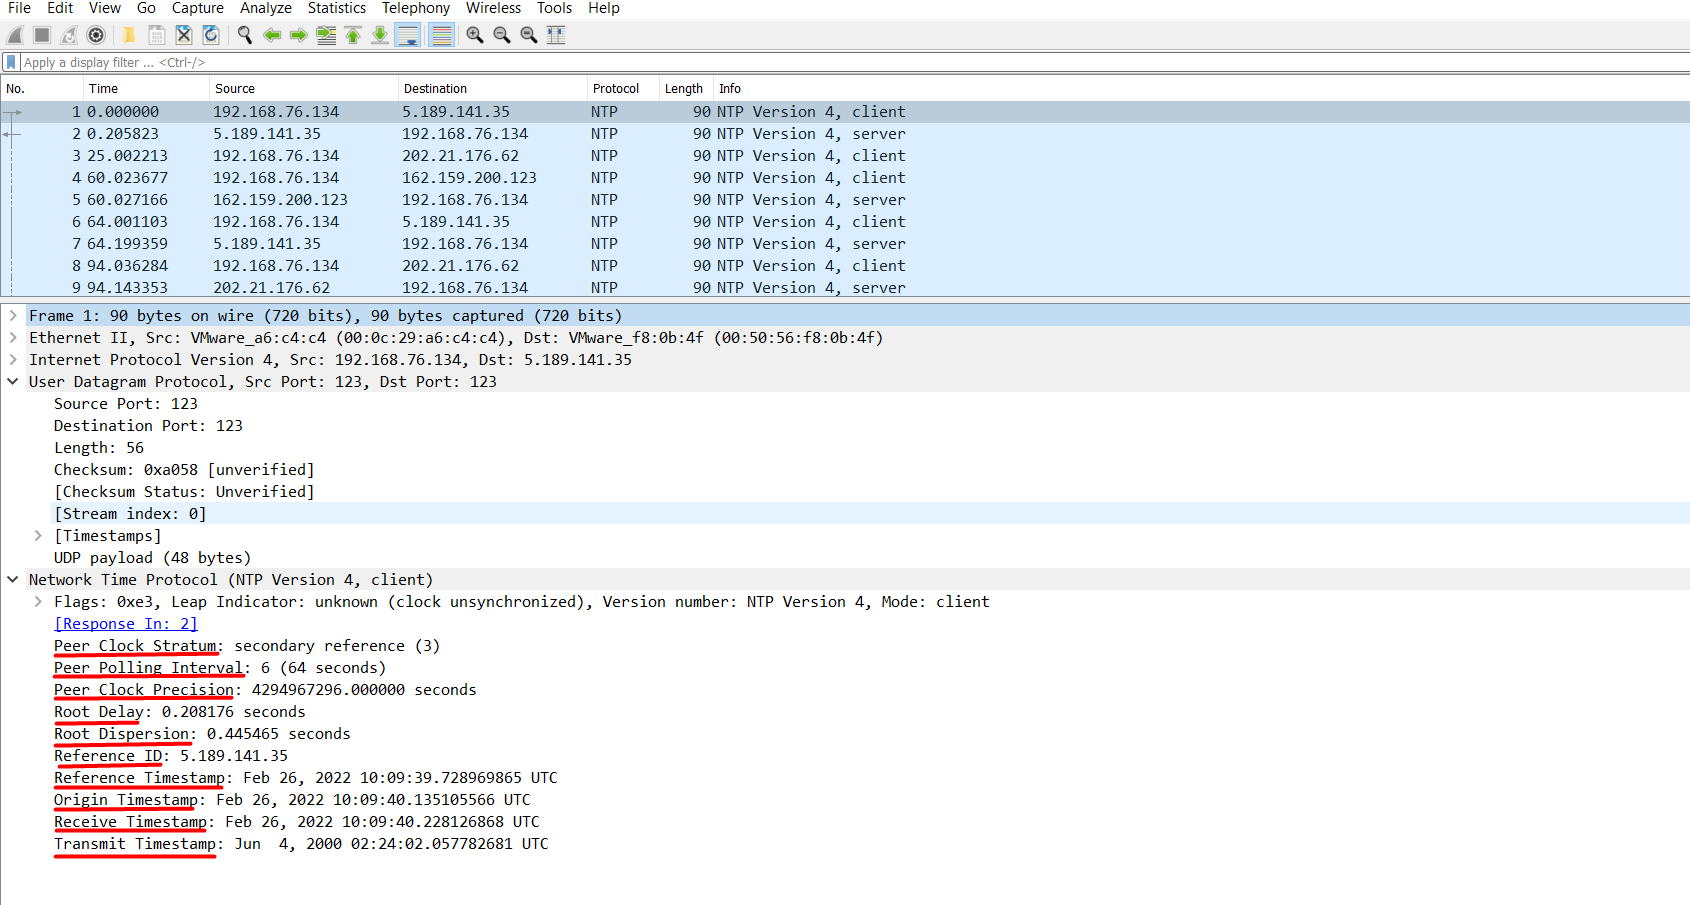 File Edit View Go Capture Analyze Statistics Telephony Wireless Tools Help
Apply a display filter ... <Ctrl-/>
No. Time Source Destination Protocol Length Info
1 0.000000 192.168.76.134 5.189.141.35 NTP 90 NTP Version 4, client
2 0.205823 5.189.141.35 192.168.76.134 NTP 90 NTP Version 4, server
3 25.002213 192.168.76.134 202.21.176.62 NTP 90 NTP Version 4, client
4 60.023677 192.168.76.134 162.159.200.123 NTP 90 NTP Version 4, client
5 60.027166 162.159.200.123 192.168.76.134 NTP 90 NTP Version 4, server
6 64.001103 192.168.76.134 5.189.141.35 NTP 90 NTP Version 4, client
7 64.199359 5.189.141.35 192.168.76.134 NTP 90 NTP Version 4, server
8 94.036284 192.168.76.134 202.21.176.62 NTP 90 NTP Version 4, client
9 94.143353 202.21.176.62 192.168.76.134 NTP 90 NTP Version 4, server
Frame 1: 90 bytes on wire (720 bits), 90 bytes captured (720 bits)
Ethernet II, Src: VMware_a6:c4:c4 (00:0c:29:a6:c4:c4), Dst: VMware_f8:0b:4f (00:50:56:f8:0b:4f)
Internet Protocol Version 4, Src: 192.168.76.134, Dst: 5.189.141.35
User Datagram Protocol, Src Port: 123, Dst Port: 123
Source Port: 123
Destination Port: 123
Length: 56
Checksum: 0xa058 [unverified]
[Checksum Status: Unverified]
[Stream index: 0]
[Timestamps]
UDP payload (48 bytes)
Network Time Protocol (NTP Version 4, client)
Flags: 0xe3, Leap Indicator: unknown (clock unsynchronized), Version number: NTP Version 4, Mode: client
[Response In: 2]
Peer Clock Stratum: secondary reference (3)
Peer Polling Interval: 6 (64 seconds)
Peer Clock Precision: 4294967296.000000 seconds
Root Delay: 0.208176 seconds
Root Dispersion: 0.445465 seconds
Reference ID: 5.189.141.35
Reference Timestamp: Feb 26, 2022 10:09:39.728969865 UTC
Origin Timestamp: Feb 26, 2022 10:09:40.135105566 UTC
Receive Timestamp: Feb 26, 2022 10:09:40.228126868 UTC
Transmit Timestamp: Jun  4, 2000 02:24:02.057782681 UTC